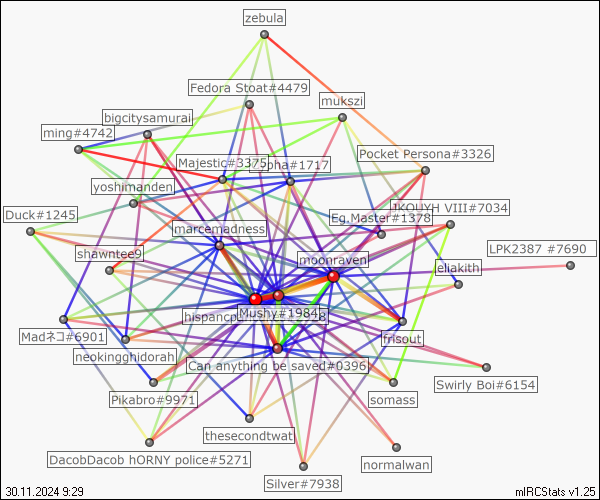 zebula
Fedora Stoat#4479
mukszi
bigcitysamurai
ming#4742
Majestic#3375
pha#1717
Pocket Persona#3326
yoshimanden
Duck#1245
VIII#7034
Eg.Master#1378
marcemadness
LPK2387 #7690
shawntee9
moonraven
eliakith
Mushy#1984
Madネコ#6901
frisout
neokingghidorah
Can anything be saved#0396
Swirly Boi#6154
Pikabro#9971
somass
thesecondtwat
DacobDacob hORNY police#5271
normalwan
Silver#7938
30.11.2024 9:29
mIRCStats v1.25